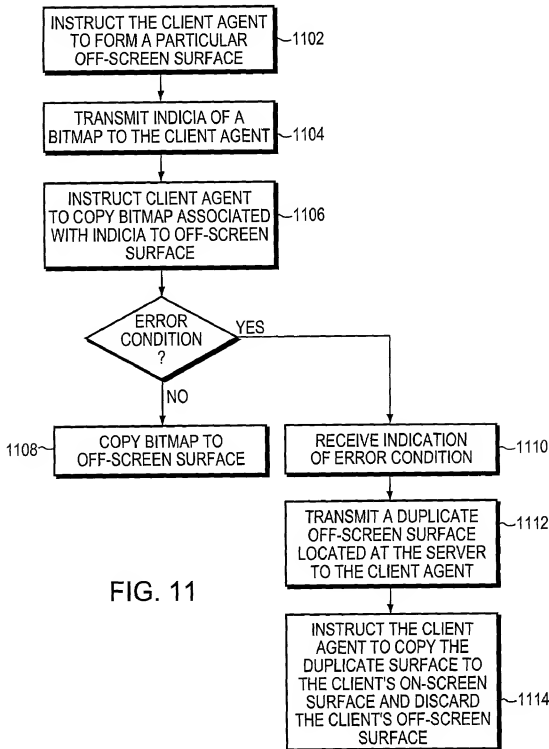 INSTRUCT THE CLIENT AGENT
TO FORM A PARTICULAR
OFF-SCREEN SURFACE
1102
TRANSMIT INDICIA OF A
BITMAP TO THE CLIENT AGENT
1104
INSTRUCT CLIENT AGENT
TO COPY BITMAP ASSOCIATED
WITH INDICIA TO OFF-SCREEN
SURFACE
1106
ERROR
CONDITION
?
YES
NO
1108
COPY BITMAP TO
OFF-SCREEN SURFACE
RECEIVE INDICATION
OF ERROR CONDITION
1110
TRANSMIT A DUPLICATE
OFF-SCREEN SURFACE
LOCATED AT THE SERVER
TO THE CLIENT AGENT
1112
FIG. 11
INSTRUCT THE CLIENT
AGENT TO COPY THE
DUPLICATE SURFACE TO
THE CLIENT'S ON-SCREEN
SURFACE AND DISCARD
THE CLIENT'S OFF-SCREEN
SURFACE
1114